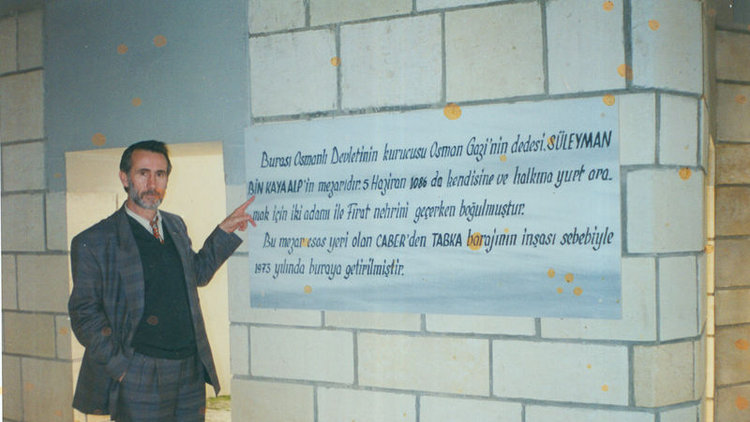 Burası Osmanlı Devletinin kurucusu Osman Gazi'nin dedesi. SÜLEYMAN
BİN KAYA ALP'in mezarıdır. 5 Haziran 1086 da kendisine ve halkına yurt ara-
mak için iki adamı ile Fırat nehrini geçerken boğulmuştur.
Bu mezar esas yeri olan CABER'den TABKA barajının inşası sebebiyle
1973 yılında buraya getirilmiştir.